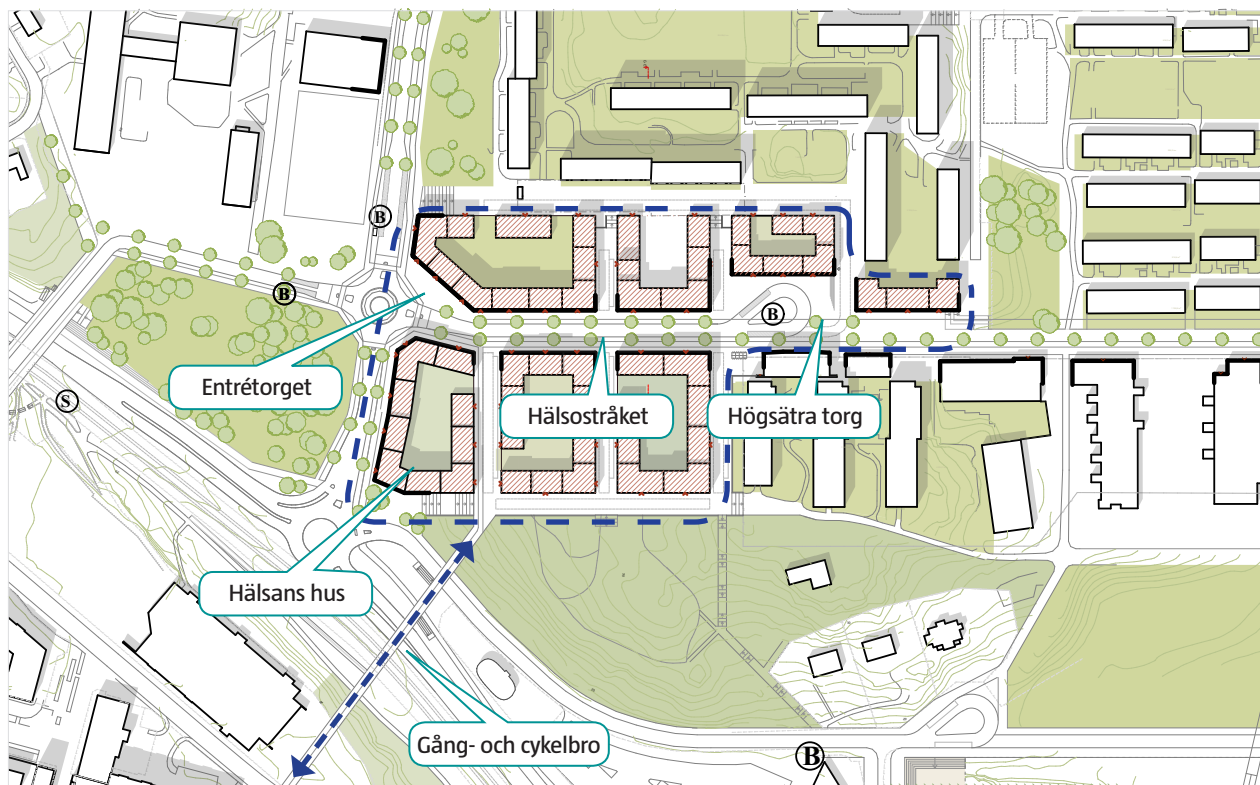 B
B
B
S
Entrétorget
Hälsostråket
Högsätra torg
Hälsans hus
Gång- och cykelbro
B